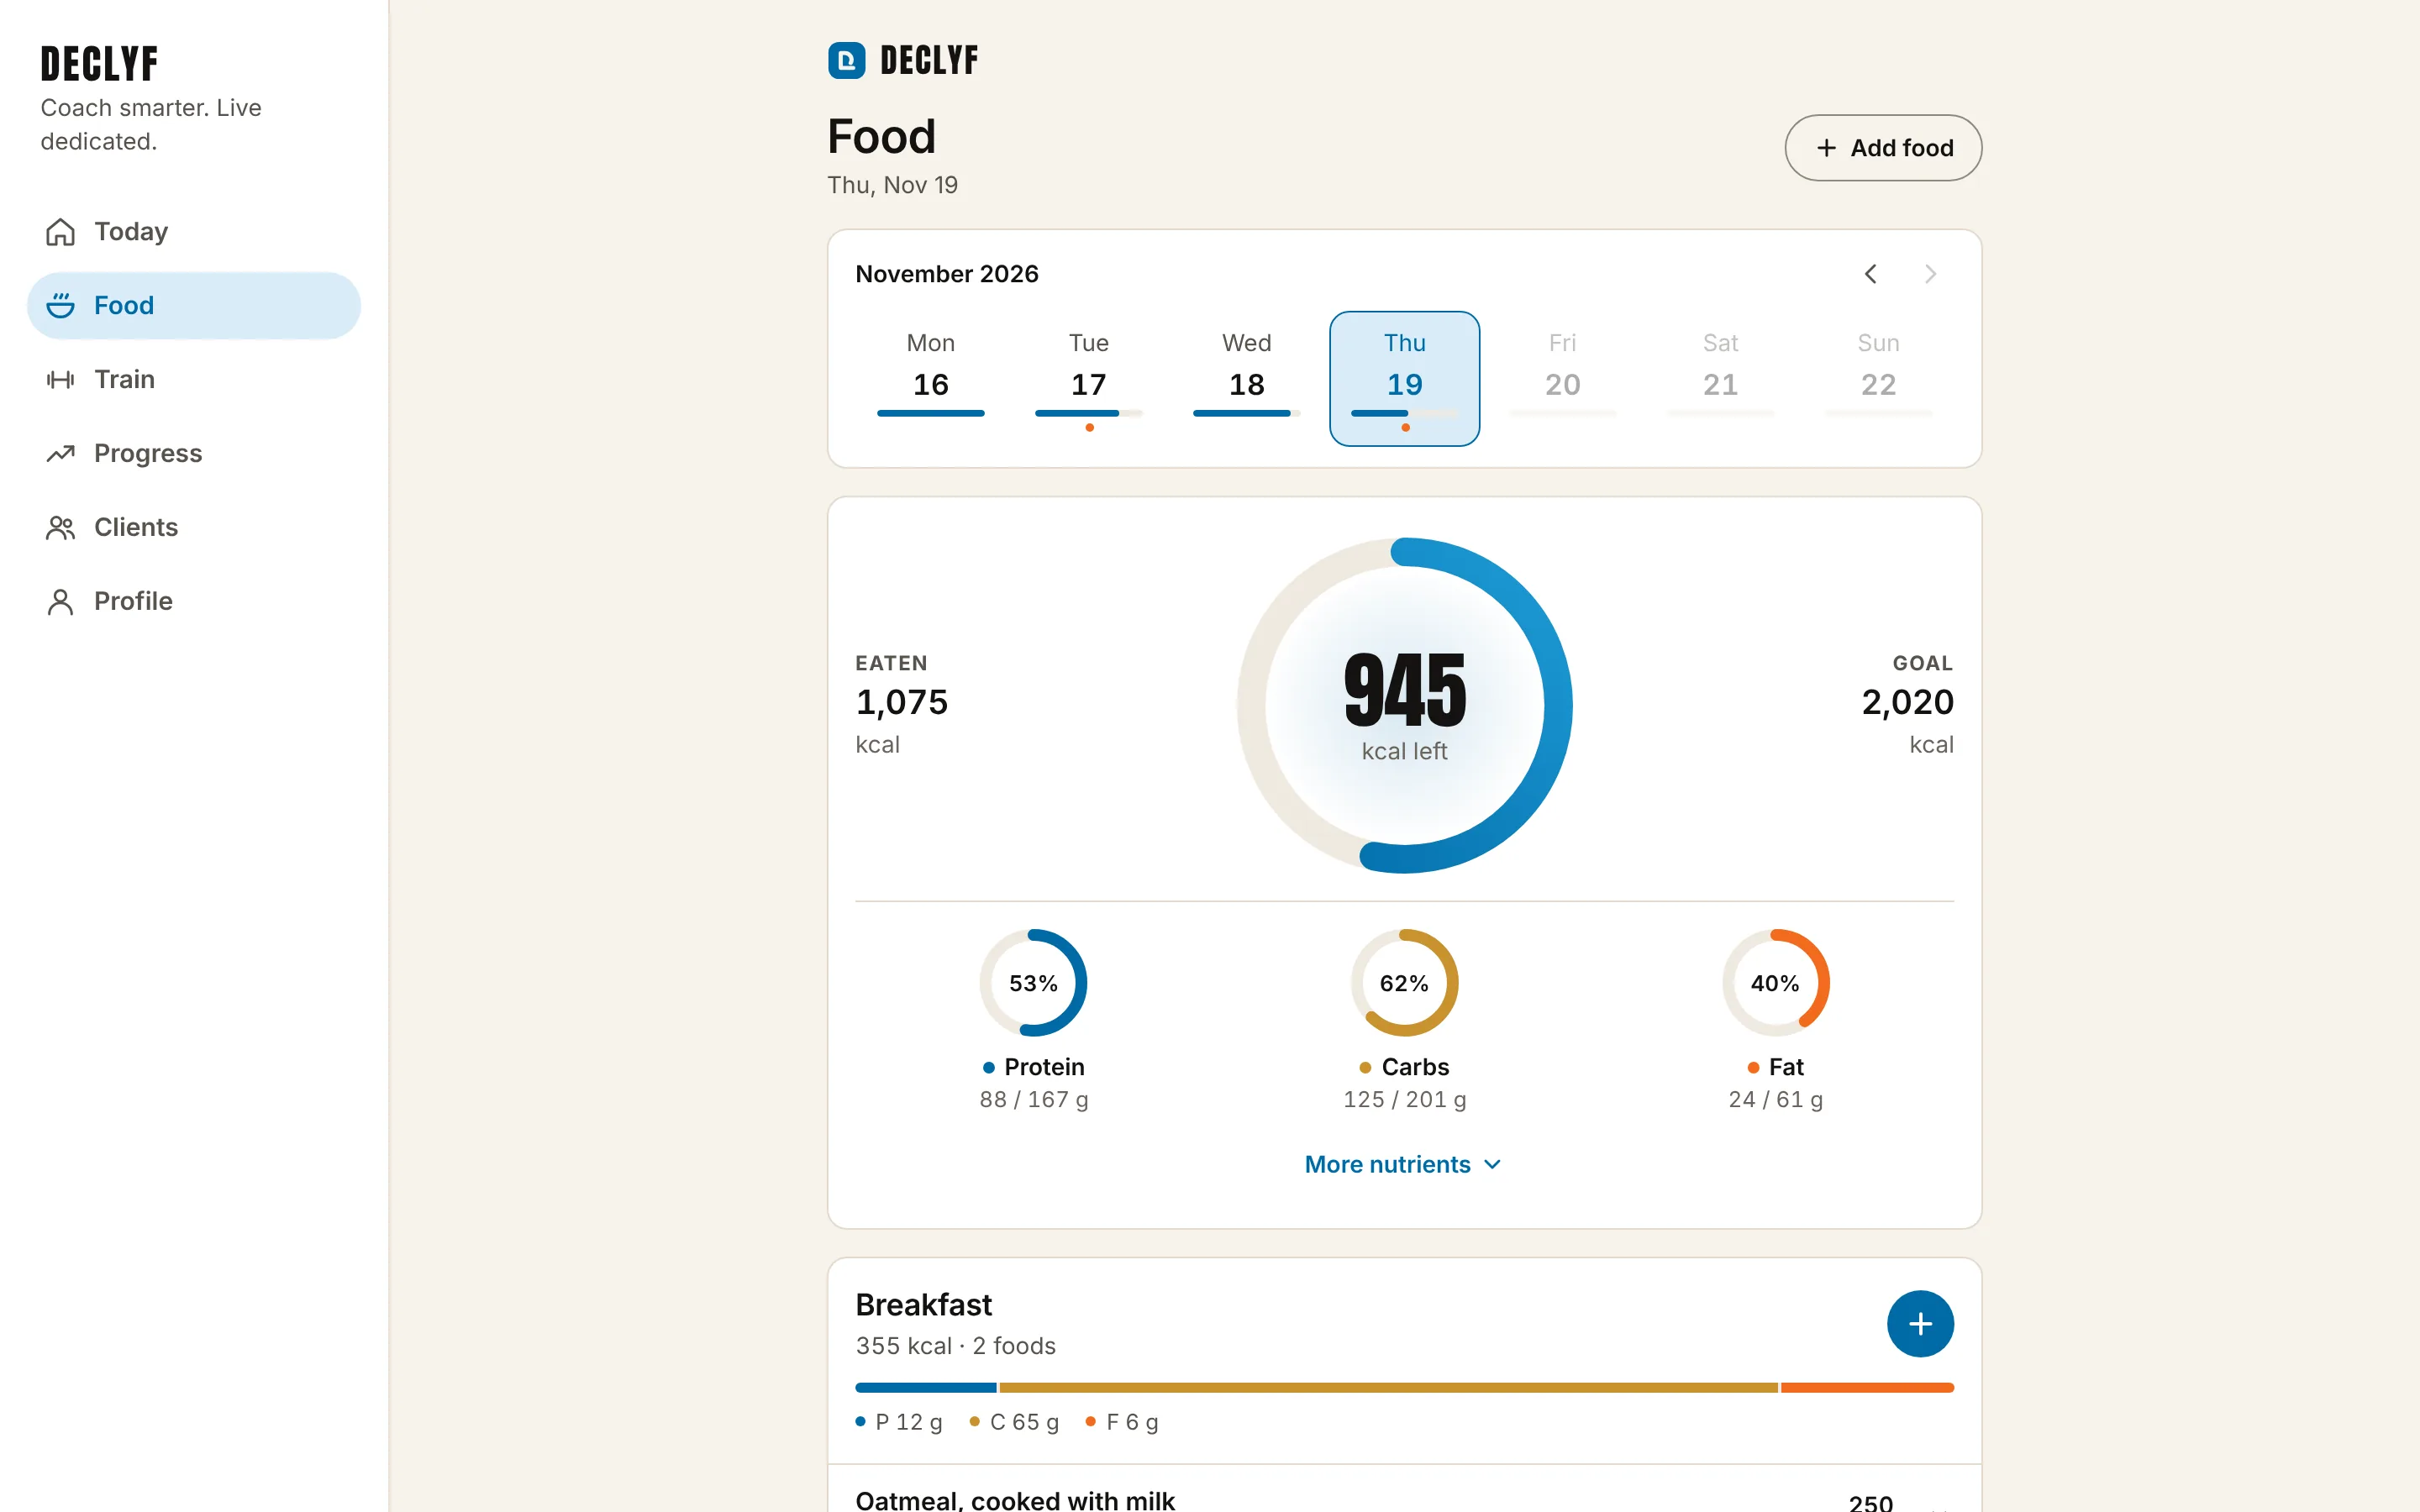 DECLYF
Coach smarter. Live
dedicated.
Today
Food
Train
Progress
Clients
Profile
DECLYF
Food
Thu, Nov 19
+ Add food
November 2026
Mon Tue Wed Thu Fri Sat Sun
16 17 18 19 20 21 22
EATEN
1,075
kcal
945
kcal left
GOAL
2,020
kcal
53% 62% 40%
Protein Carbs Fat
88 / 167 g 125 / 201 g 24 / 61 g
More nutrients
Breakfast
355 kcal · 2 foods
P 12 g C 65 g F 6 g
Oatmeal, cooked with milk 250